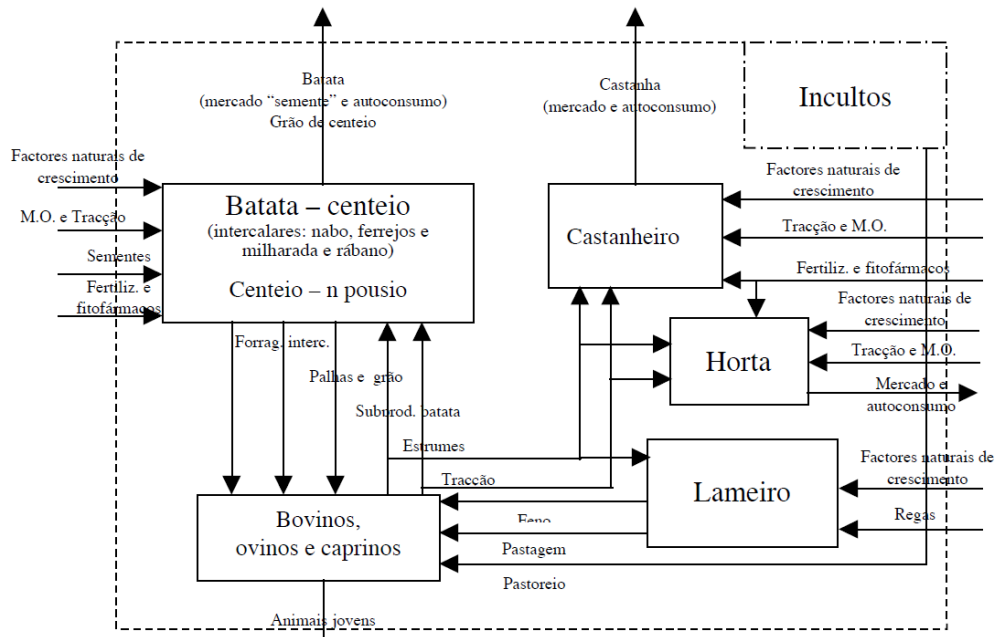 Batata
(mercado “semente” e autoconsumo)
Grão de centeio
Castanha
(mercado e autoconsumo)
Incultos
Factores naturais de
crescimento
M.O. e Tracção
Sementes
Fertiliz. e
fitofármacos
Batata – centeio
(intercalares: nabo, ferrejos e
milharada e rábano)
Centeio – n pousio
Castanheiro
Factores naturais de
crescimento
Tracção e M.O.
Fertiliz. e fitofármacos
Factores naturais de
crescimento
Horta
Tracção e M.O.
Mercado e
autoconsumo
Forrag. interc.
Palhas e grão
Subprod. batata
Estrumes
Tracção
Lameiro
Factores naturais de
crescimento
Regas
Bovinos,
ovinos e caprinos
Feno
Pastagem
Pastoreio
Animais jovens